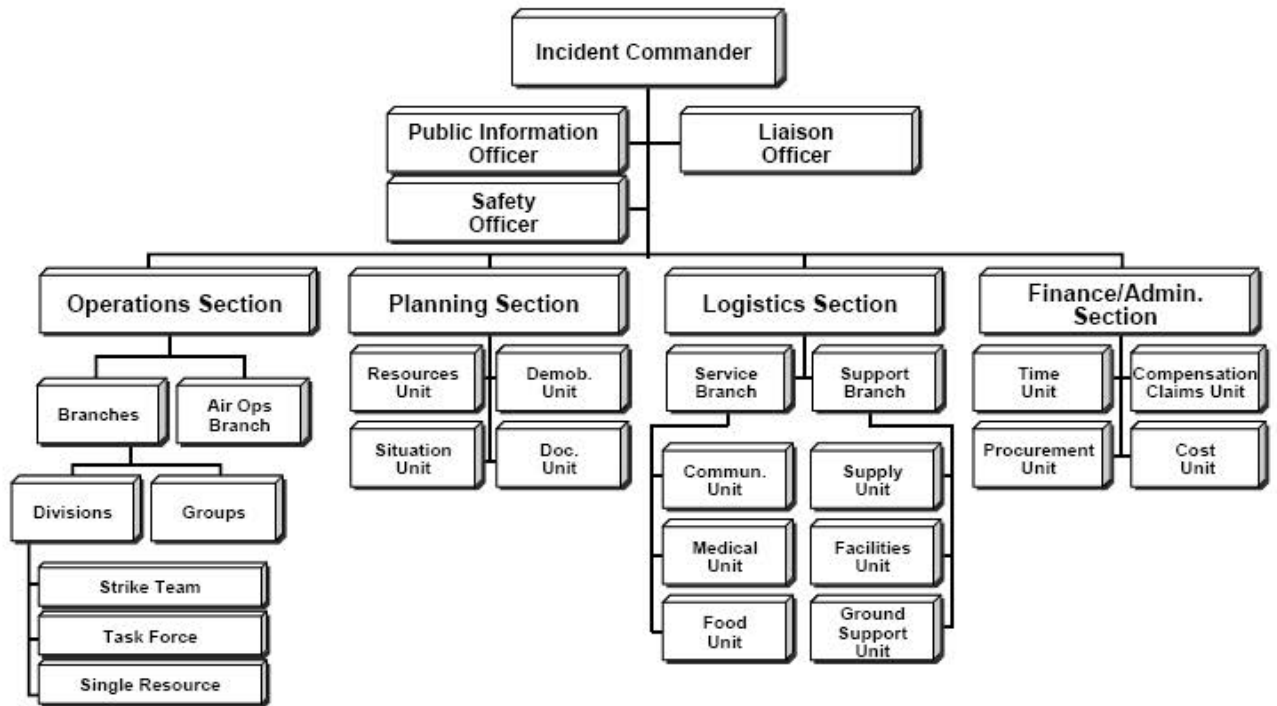 Incident Commander
Public Information
Officer
Liaison
Officer
Safety
Officer
Operations Section
Planning Section
Logistics Section
Finance/Admin.
Section
Branches
Air Ops
Branch
Divisions
Groups
Strike Team
Task Force
Single Resource
Resources
Unit
Demob.
Unit
Situation
Unit
Doc.
Unit
Service
Branch
Support
Branch
Commun.
Unit
Supply
Unit
Medical
Unit
Facilities
Unit
Food
Unit
Ground
Support
Unit
Time
Unit
Compensation
Claims Unit
Procurement
Unit
Cost
Unit